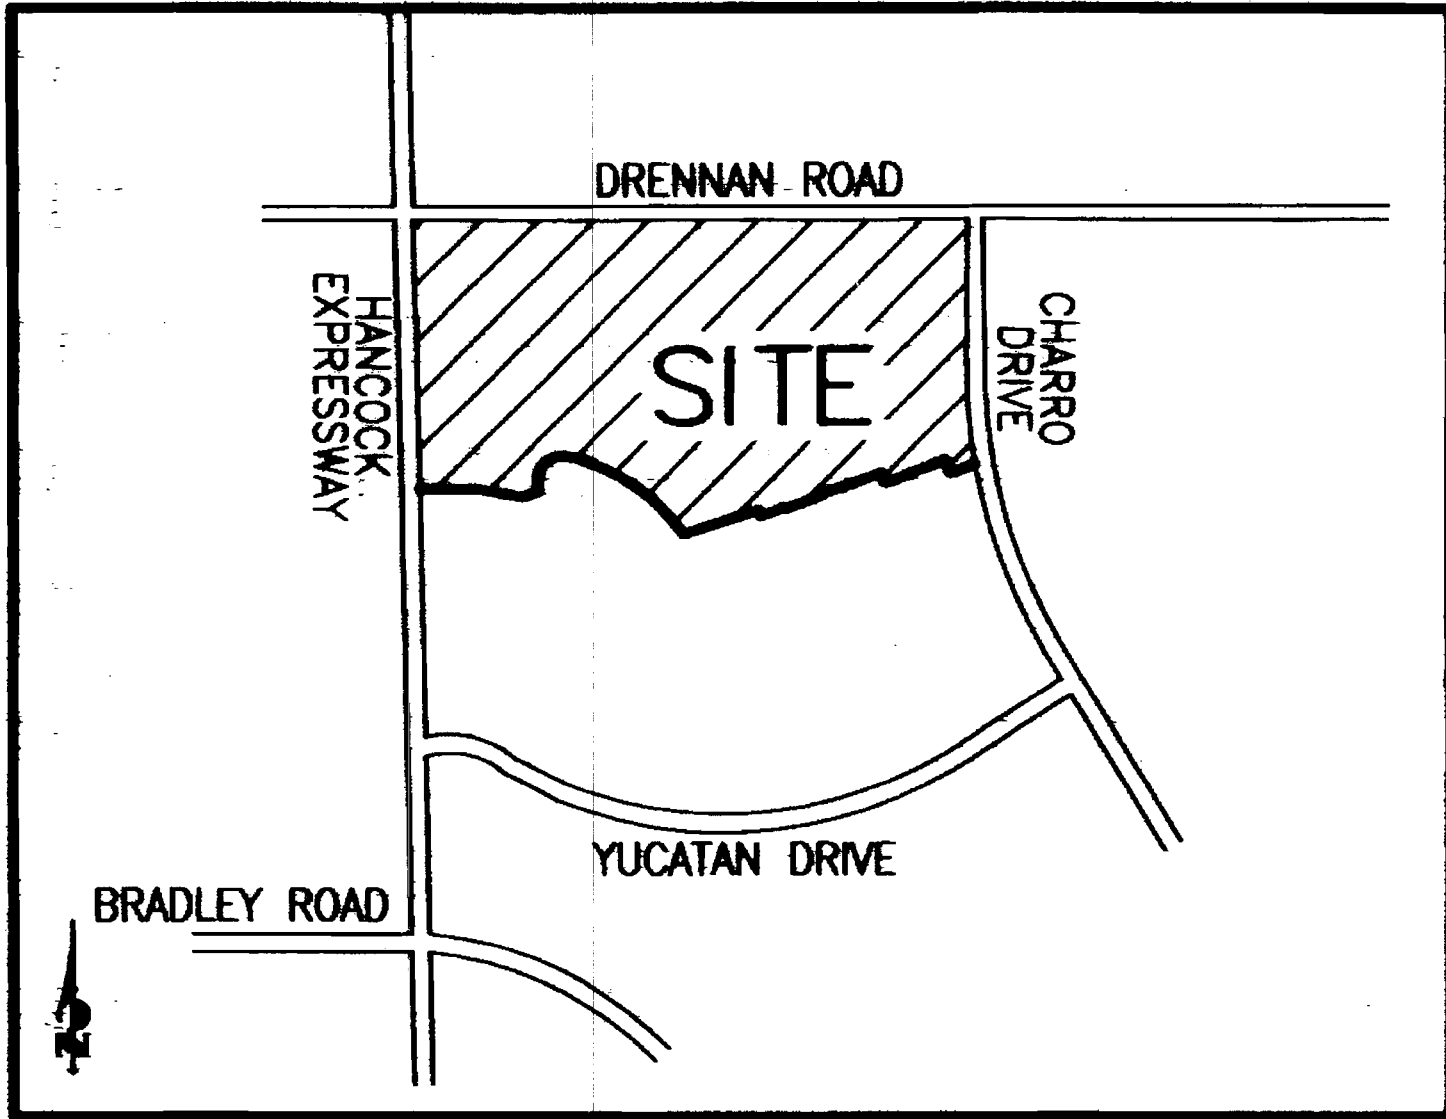 DRENNAN ROAD
HANCOCK
EXPRESSWAY
SITE
CHARRO
DRIVE
YUCATAN DRIVE
BRADLEY ROAD